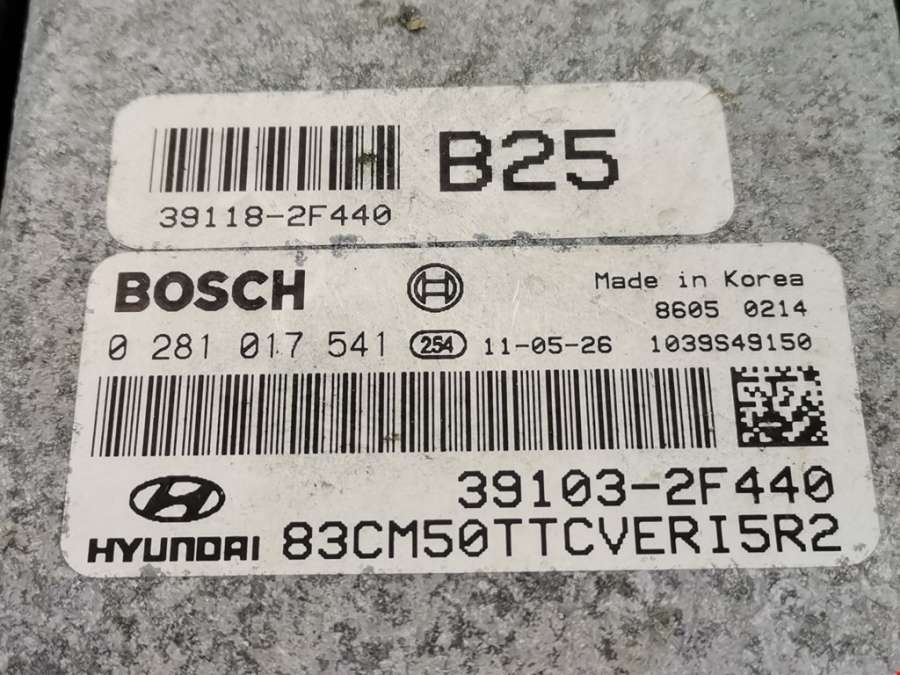 B25
39118-2F440
BOSCH
Made in Korea
8605 0214
0 281 017 541 254 11-05-26 1039S49150
39103-2F440
HYUNDAI 83CM50TTCVERI5R2